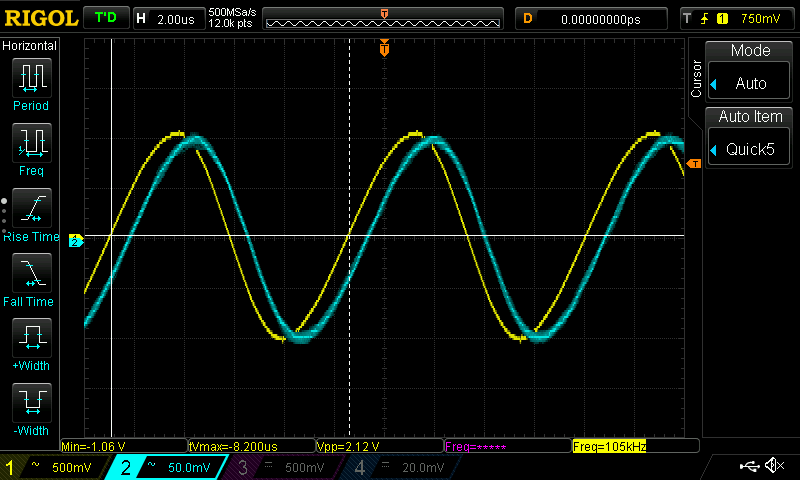 RIGOL T'D H 2.00us 500MSa/s 12.0k pts T D 0.00000000ps T 1 750mV
Horizontal
Period
Freq
Rise Time
Fall Time
+Width
-Width
T
T
2
Cursor
Mode
Auto
Auto Item
Quick5
Min=-1.06 V tVmax=-8.200us Vpp=2.12 V Freq=***** Freq=105kHz
1 ~ 500mV 2 ~ 50.0mV 3 500mV 4 20.0mV